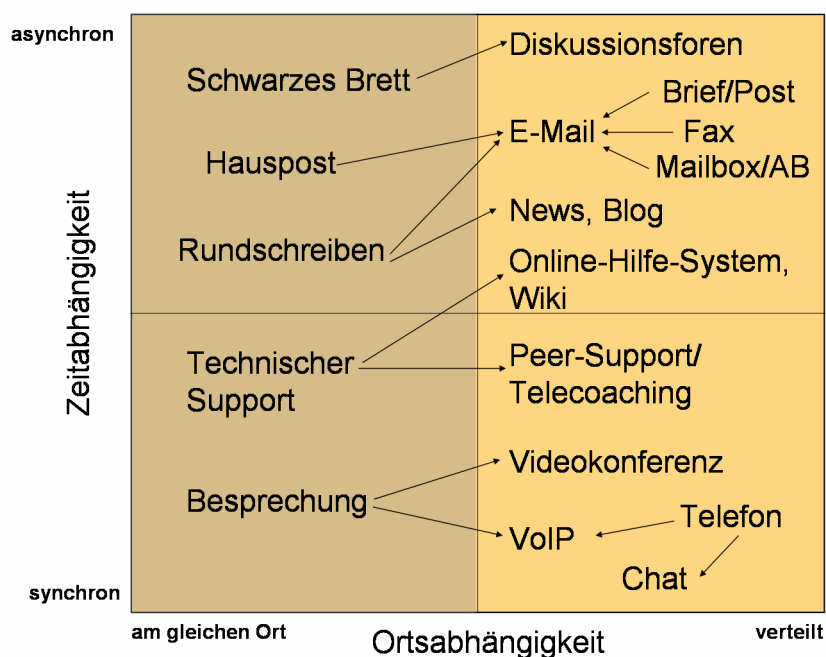 asynchron
Zeitabhängigkeit
synchron
Schwarzes Brett
Hauspost
Rundschreiben
Technischer
Support
Besprechung
Diskussionsforen
Brief/Post
E-Mail
Fax
Mailbox/AB
News, Blog
Online-Hilfe-System,
Wiki
Peer-Support/
Telecoaching
Videokonferenz
Telefon
VoIP
Chat
am gleichen Ort
Ortsabhängigkeit
verteilt